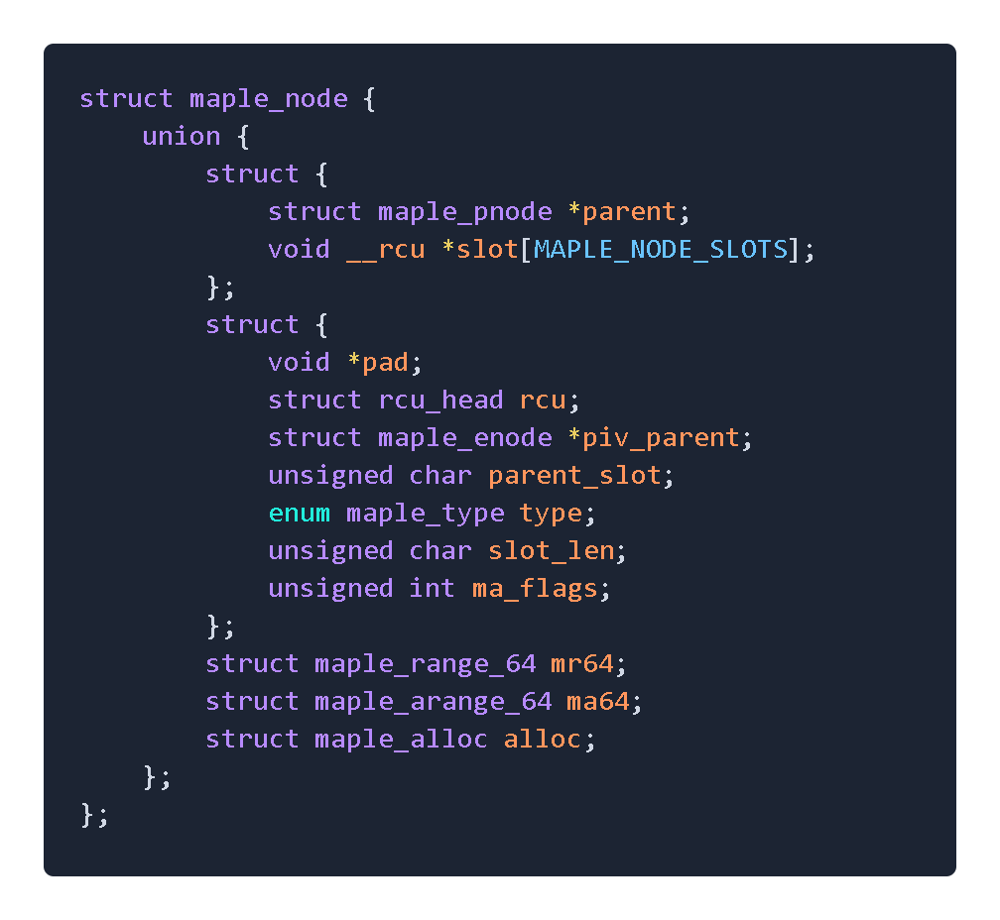 struct maple_node {
    union {
        struct {
            struct maple_pnode *parent;
            void __rcu *slot[MAPLE_NODE_SLOTS];
        };
        struct {
            void *pad;
            struct rcu_head rcu;
            struct maple_enode *piv_parent;
            unsigned char parent_slot;
            enum maple_type type;
            unsigned char slot_len;
            unsigned int ma_flags;
        };
        struct maple_range_64 mr64;
        struct maple_arange_64 ma64;
        struct maple_alloc alloc;
    };
};